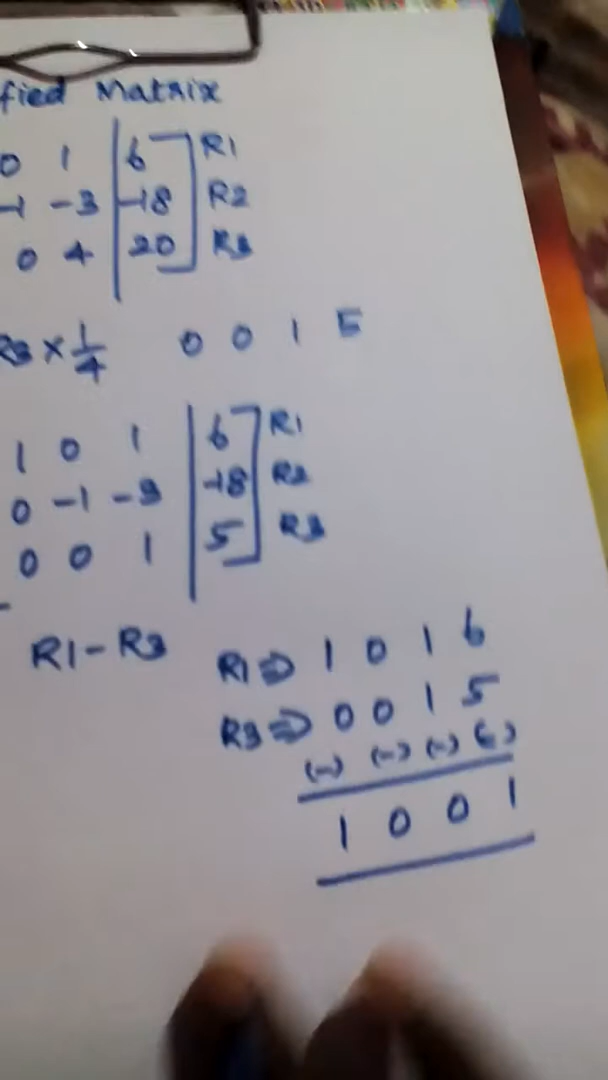 fied Matrix
0 1 | 6 ] R1
-1 -3 | -18 ] R2
0 4 | 20 ] R3
R3 × 1/4 0 0 1 5
1 0 1 | 6 ] R1
0 -1 -3 | -18 ] R2
0 0 1 | 5 ] R3
R1 - R3 R1 ⇒ 1 0 1 6
R3 ⇒ 0 0 1 5
(-) (-) (-) (-)
1 0 0 1